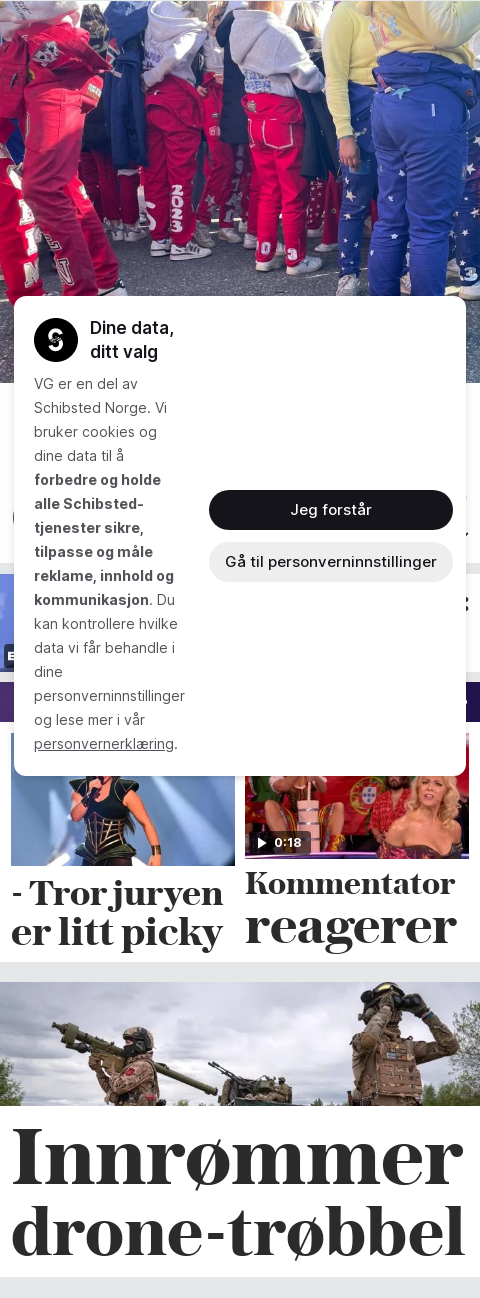 2023
Dine data,
ditt valg
VG er en del av
Schibsted Norge. Vi
bruker cookies og
dine data til å
forbedre og holde
alle Schibsted-
tjenester sikre,
tilpasse og måle
reklame, innhold og
kommunikasjon. Du
kan kontrollere hvilke
data vi får behandle i
dine
personverninnstillinger
og lese mer i vår
personvernerklæring.
Jeg forstår
Gå til personverninnstillinger
- Tror juryen
er litt picky
0:18
Kommentator
reagerer
Innrømmer
drone-trøbbel